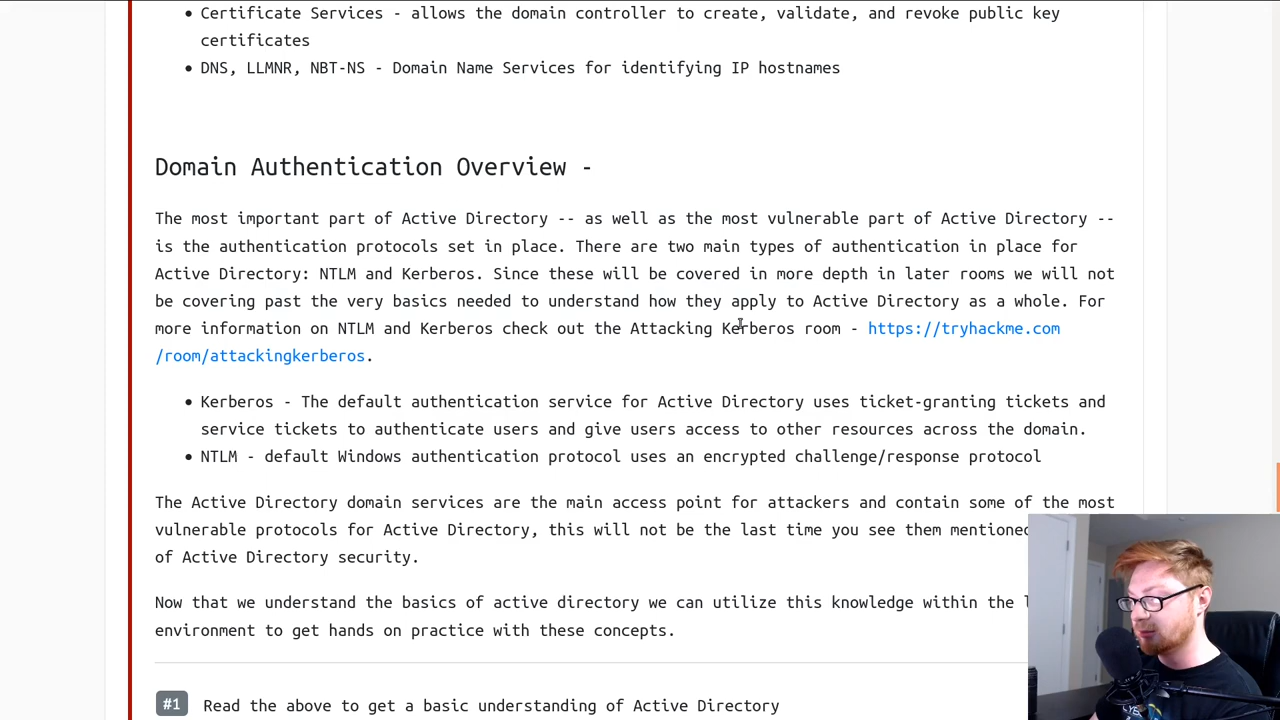 Certificate Services - allows the domain controller to create, validate, and revoke public key
certificates
DNS, LLMNR, NBT-NS - Domain Name Services for identifying IP hostnames
Domain Authentication Overview -
The most important part of Active Directory -- as well as the most vulnerable part of Active Directory --
is the authentication protocols set in place. There are two main types of authentication in place for
Active Directory: NTLM and Kerberos. Since these will be covered in more depth in later rooms we will not
be covering past the very basics needed to understand how they apply to Active Directory as a whole. For
more information on NTLM and Kerberos check out the Attacking Kerberos room - https://tryhackme.com
/room/attackingkerberos.
Kerberos - The default authentication service for Active Directory uses ticket-granting tickets and
service tickets to authenticate users and give users access to other resources across the domain.
NTLM - default Windows authentication protocol uses an encrypted challenge/response protocol
The Active Directory domain services are the main access point for attackers and contain some of the most
vulnerable protocols for Active Directory, this will not be the last time you see them mentioned
of Active Directory security.
Now that we understand the basics of active directory we can utilize this knowledge within the
environment to get hands on practice with these concepts.
#1 Read the above to get a basic understanding of Active Directory